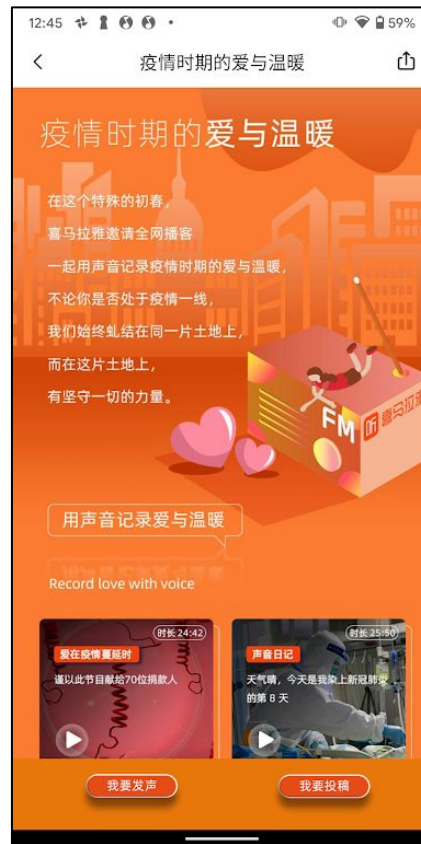 12:45
59%
疫情时期的爱与温暖
疫情时期的爱与温暖
在这个特殊的初春，
喜马拉雅邀请全网播客
一起用声音记录疫情时期的爱与温暖，
不论你是否处于疫情一线，
我们始终虬结在同一片土地上，
而在这片土地上，
有坚守一切的力量。
FM
听
喜马拉雅
用声音记录爱与温暖
Record love with voice
时长 24:42
爱在疫情蔓延时
谨以此节目献给70位捐款人
时长 25:50
声音日记
天气晴，今天是我染上新冠肺炎
的第 8 天
我要发声
我要投稿